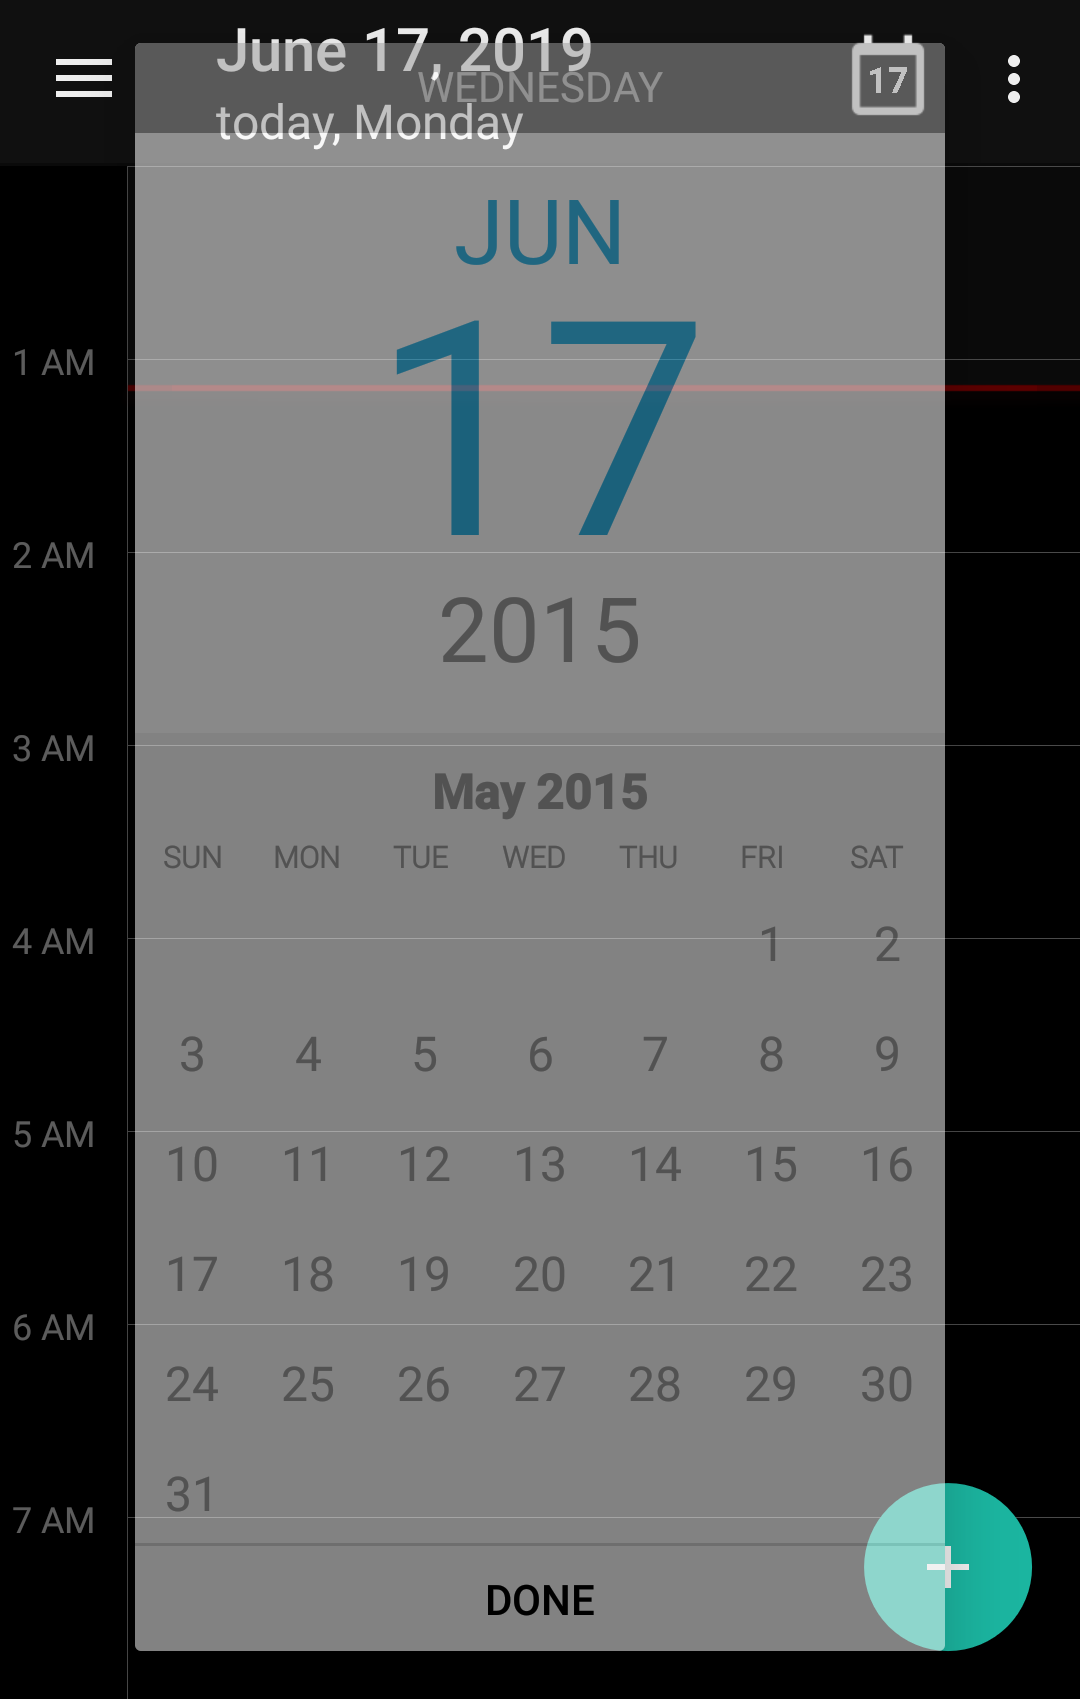 June 17, 2019
WEDNESDAY
17
today, Monday
JUN
17
2015
1 AM
2 AM
3 AM
4 AM
5 AM
6 AM
7 AM
May 2015
SUN MON TUE WED THU FRI SAT
1 2
3 4 5 6 7 8 9
10 11 12 13 14 15 16
17 18 19 20 21 22 23
24 25 26 27 28 29 30
31
DONE